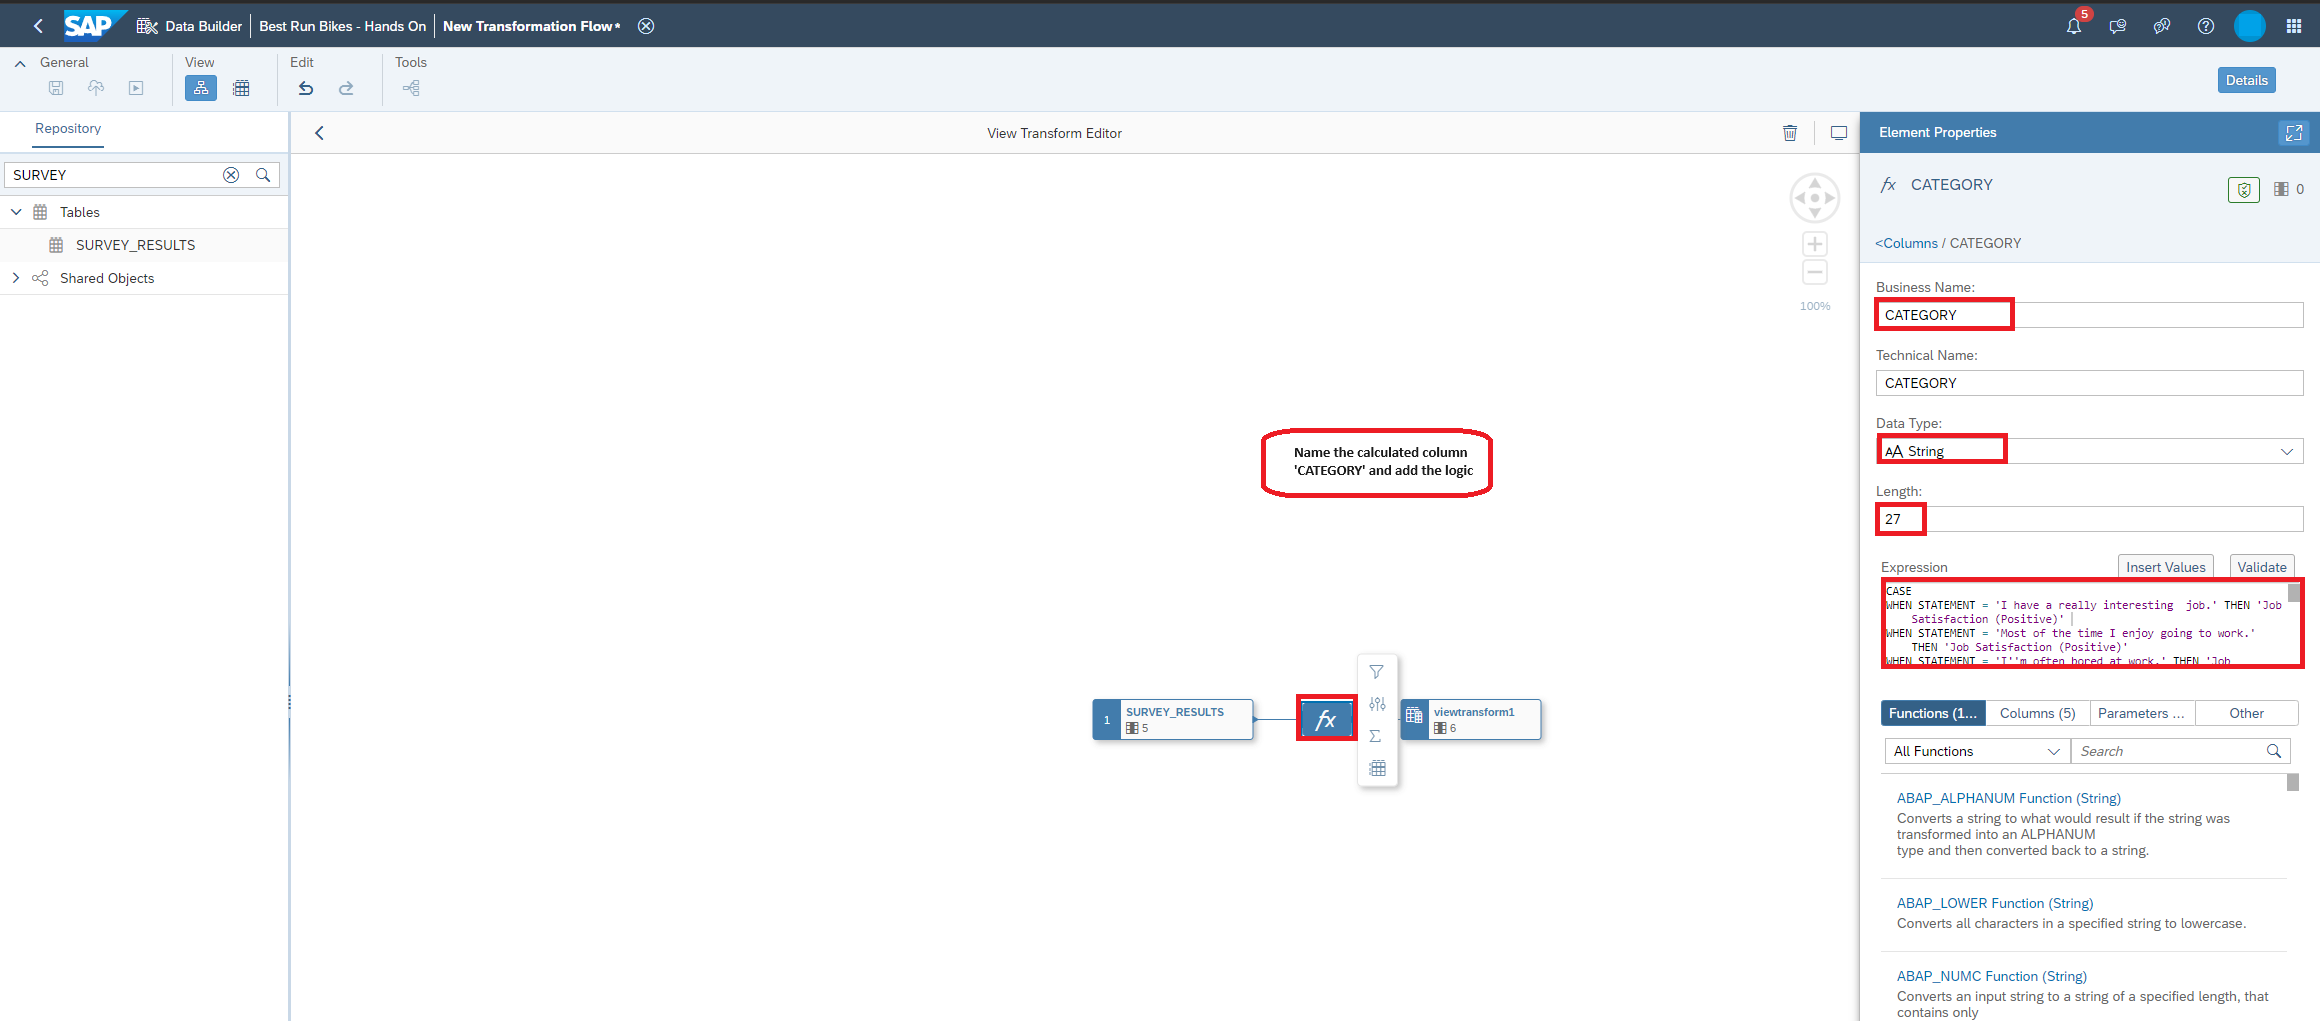 SAP Data Builder Best Run Bikes - Hands On New Transformation Flow* 5
General View Edit Tools
Details
Repository
View Transform Editor
Element Properties
SURVEY
fx CATEGORY
0
Tables
SURVEY_RESULTS
<Columns / CATEGORY
Shared Objects
Business Name:
100%
CATEGORY
Technical Name:
CATEGORY
Data Type:
Name the calculated column
'CATEGORY' and add the logic
AA String
Length:
27
Expression Insert Values Validate
CASE
WHEN STATEMENT = 'I have a really interesting  job.' THEN 'Job
Satisfaction (Positive)'
WHEN STATEMENT = 'Most of the time I enjoy going to work.'
THEN 'Job Satisfaction (Positive)'
WHEN STATEMENT = 'I''m often bored at work.' THEN 'Job
1 SURVEY_RESULTS
5
fx
viewtransform1
6
Functions (1... Columns (5) Parameters ... Other
All Functions Search
ABAP_ALPHANUM Function (String)
Converts a string to what would result if the string was
transformed into an ALPHANUM
type and then converted back to a string.
ABAP_LOWER Function (String)
Converts all characters in a specified string to lowercase.
ABAP_NUMC Function (String)
Converts an input string to a string of a specified length, that
contains only